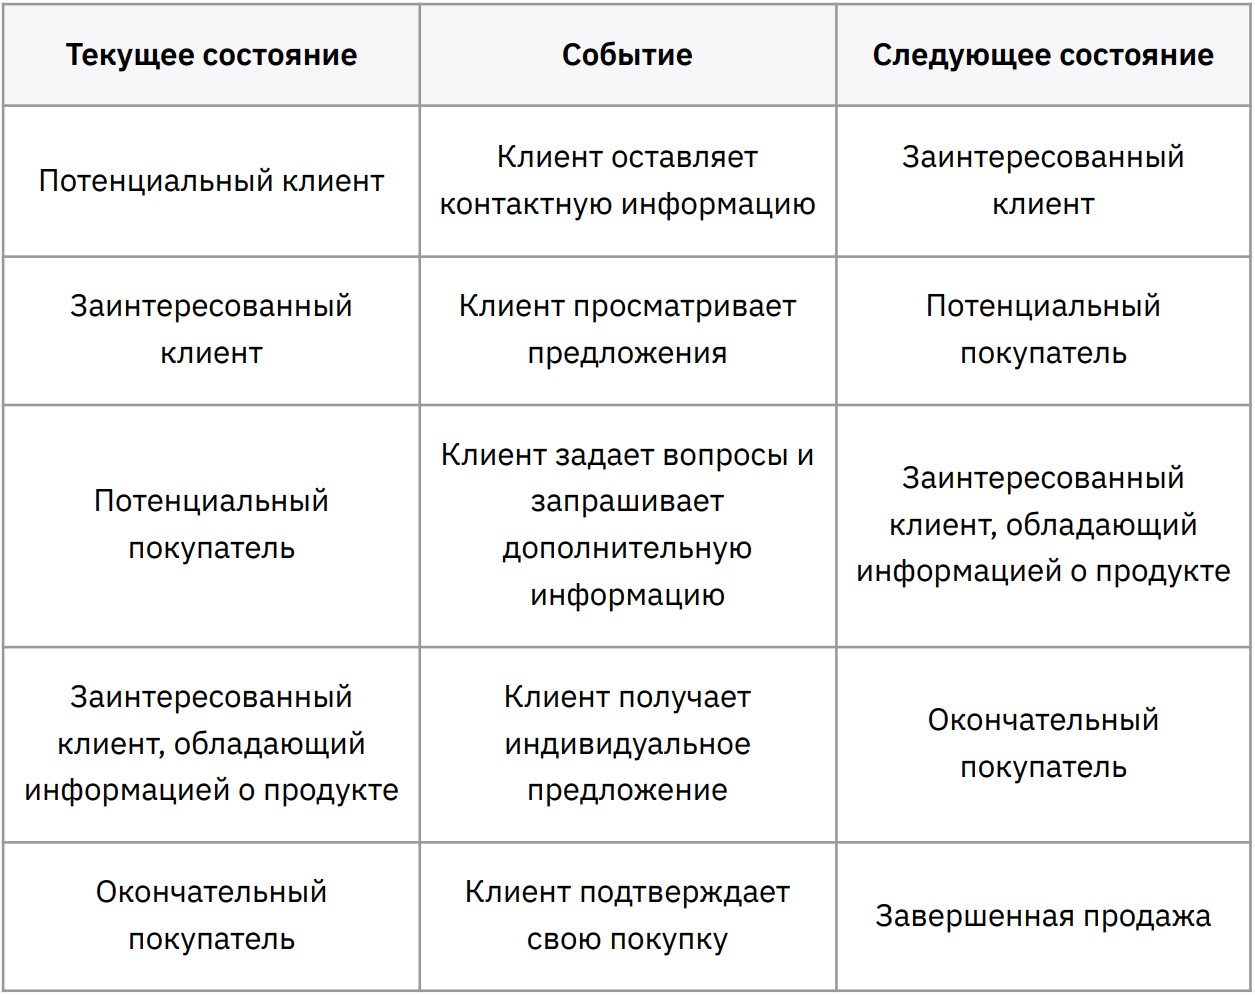 Текущее состояние
Событие
Следующее состояние
Потенциальный клиент
Клиент оставляет
контактную информацию
Заинтересованный
клиент
Заинтересованный
клиент
Клиент просматривает
предложения
Потенциальный
покупатель
Потенциальный
покупатель
Клиент задает вопросы и
запрашивает
дополнительную
информацию
Заинтересованный
клиент, обладающий
информацией о продукте
Заинтересованный
клиент, обладающий
информацией о продукте
Клиент получает
индивидуальное
предложение
Окончательный
покупатель
Окончательный
покупатель
Клиент подтверждает
свою покупку
Завершенная продажа